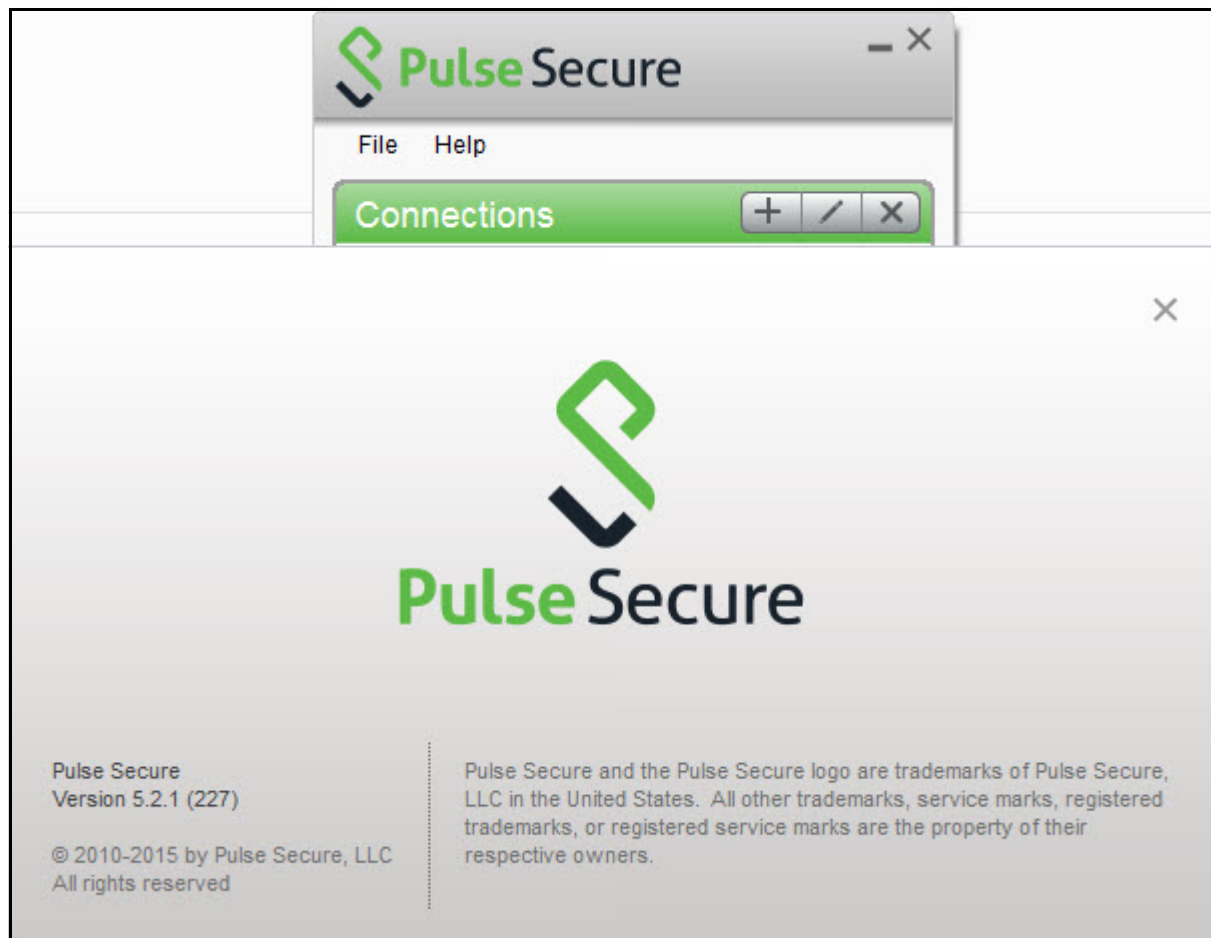 Pulse Secure
File Help
Connections
Pulse Secure
Pulse Secure
Version 5.2.1 (227)
© 2010-2015 by Pulse Secure, LLC
All rights reserved
Pulse Secure and the Pulse Secure logo are trademarks of Pulse Secure,
LLC in the United States. All other trademarks, service marks, registered
trademarks, or registered service marks are the property of their
respective owners.